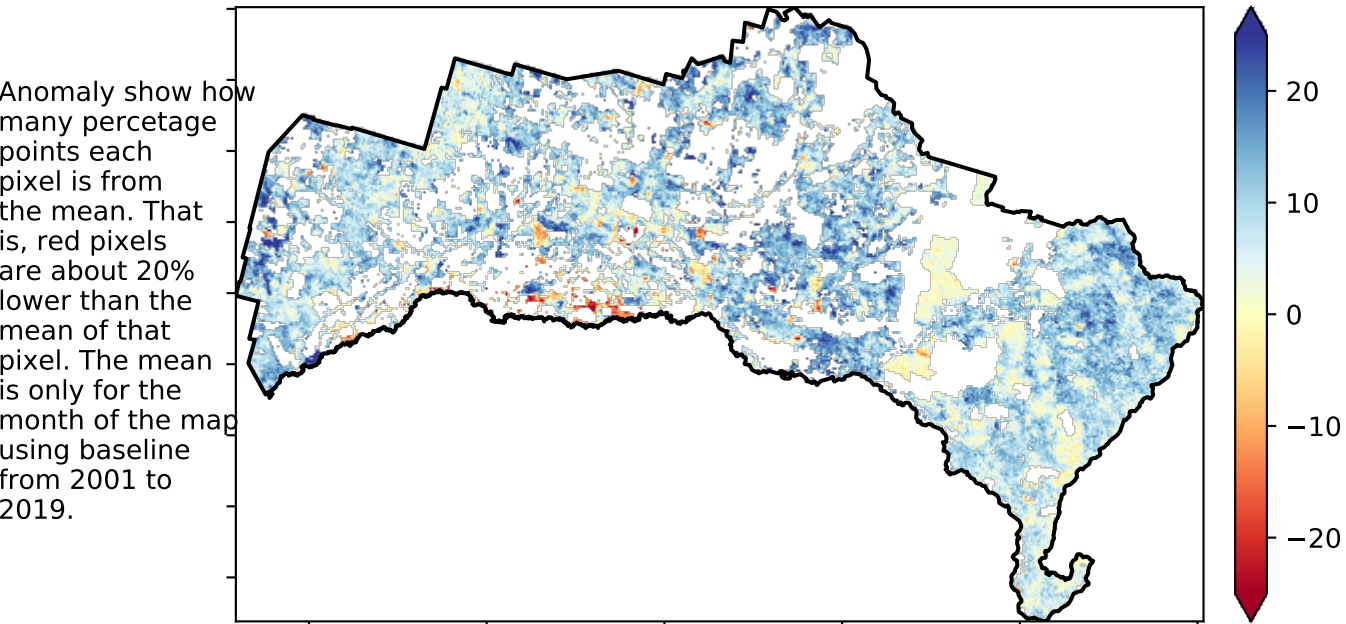 Anomaly show how
many percetage
points each
pixel is from
the mean. That
is, red pixels
are about 20%
lower than the
mean of that
pixel. The mean
is only for the
month of the map
using baseline
from 2001 to
2019.
20
10
0
−10
−20